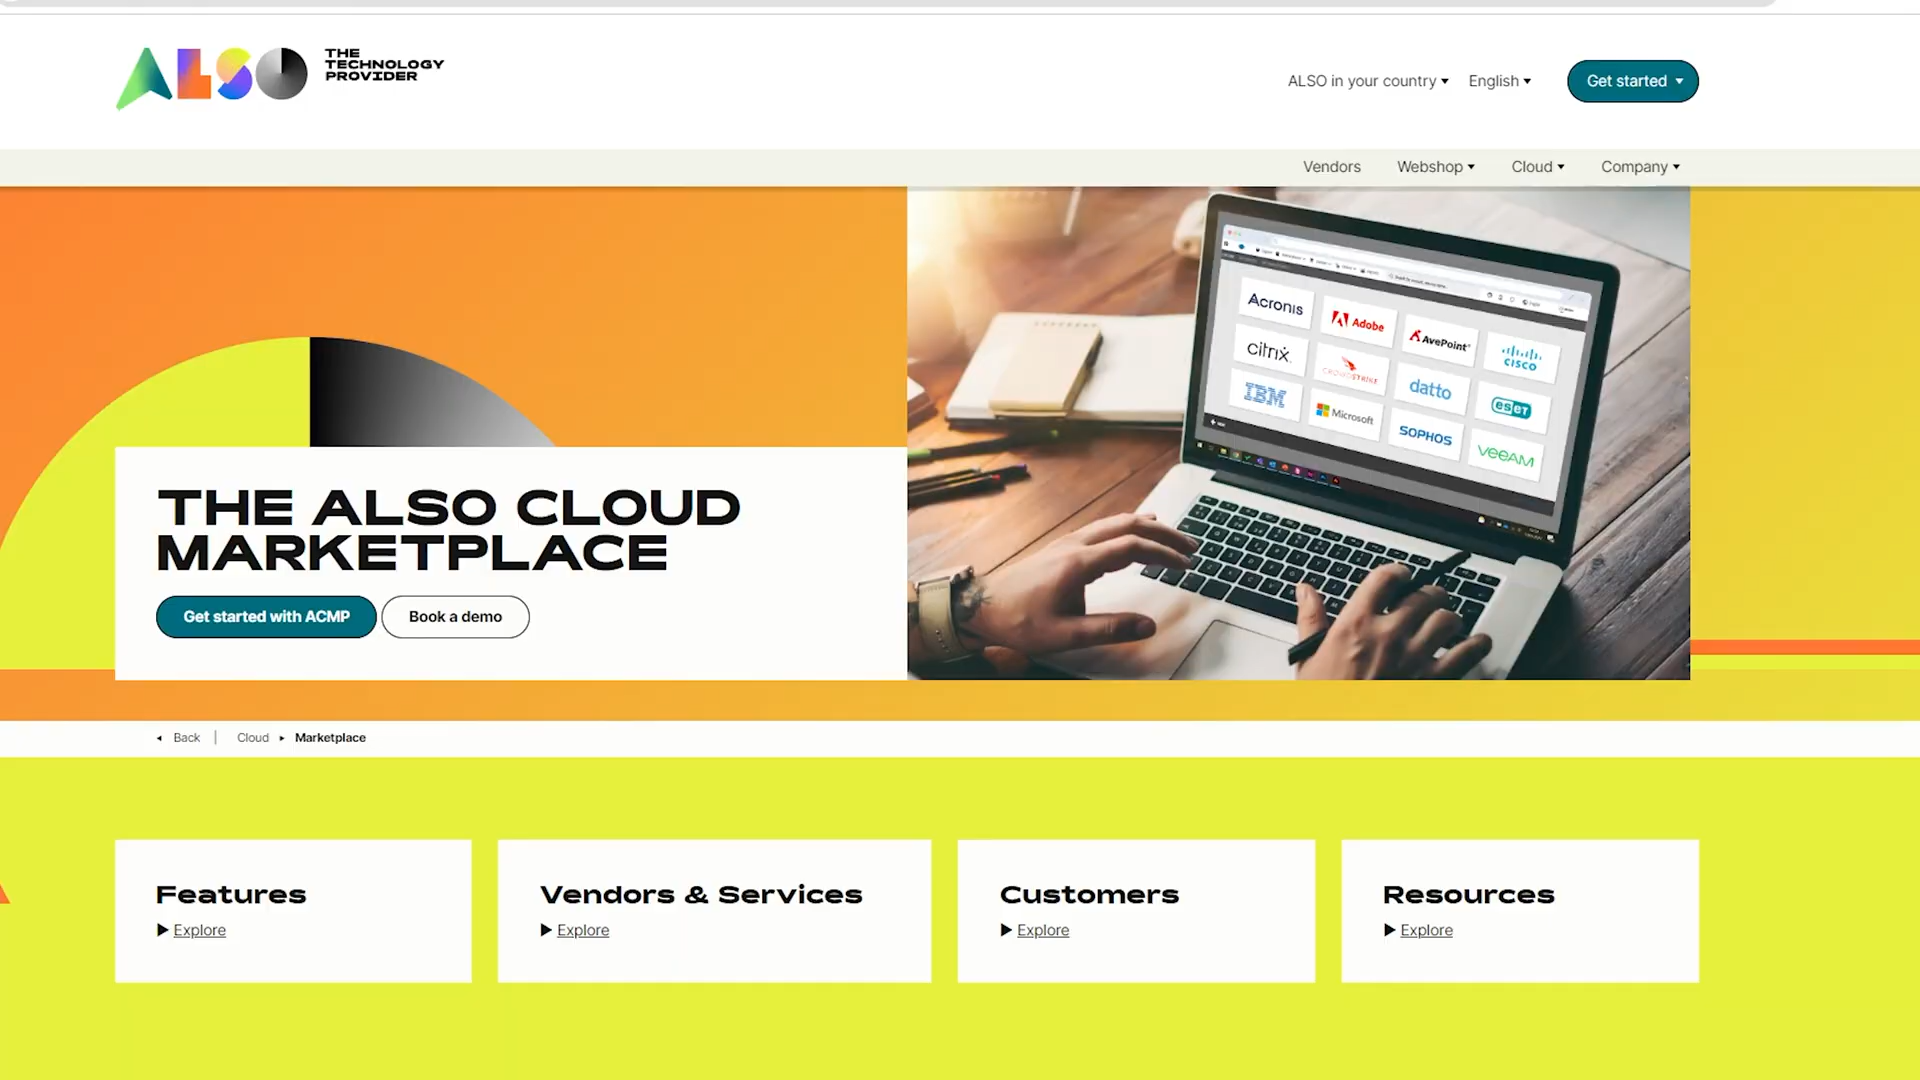 ALSO
THE
TECHNOLOGY
PROVIDER
ALSO in your country
English
Get started
Vendors
Webshop
Cloud
Company
Acronis
Adobe
AvePoint
CISCO
citrix
CROWDSTRIKE
datto
eseT
IBM
Microsoft
SOPHOS
veeam
THE ALSO CLOUD
MARKETPLACE
Get started with ACMP
Book a demo
Back
Cloud
Marketplace
Features
Explore
Vendors & Services
Explore
Customers
Explore
Resources
Explore